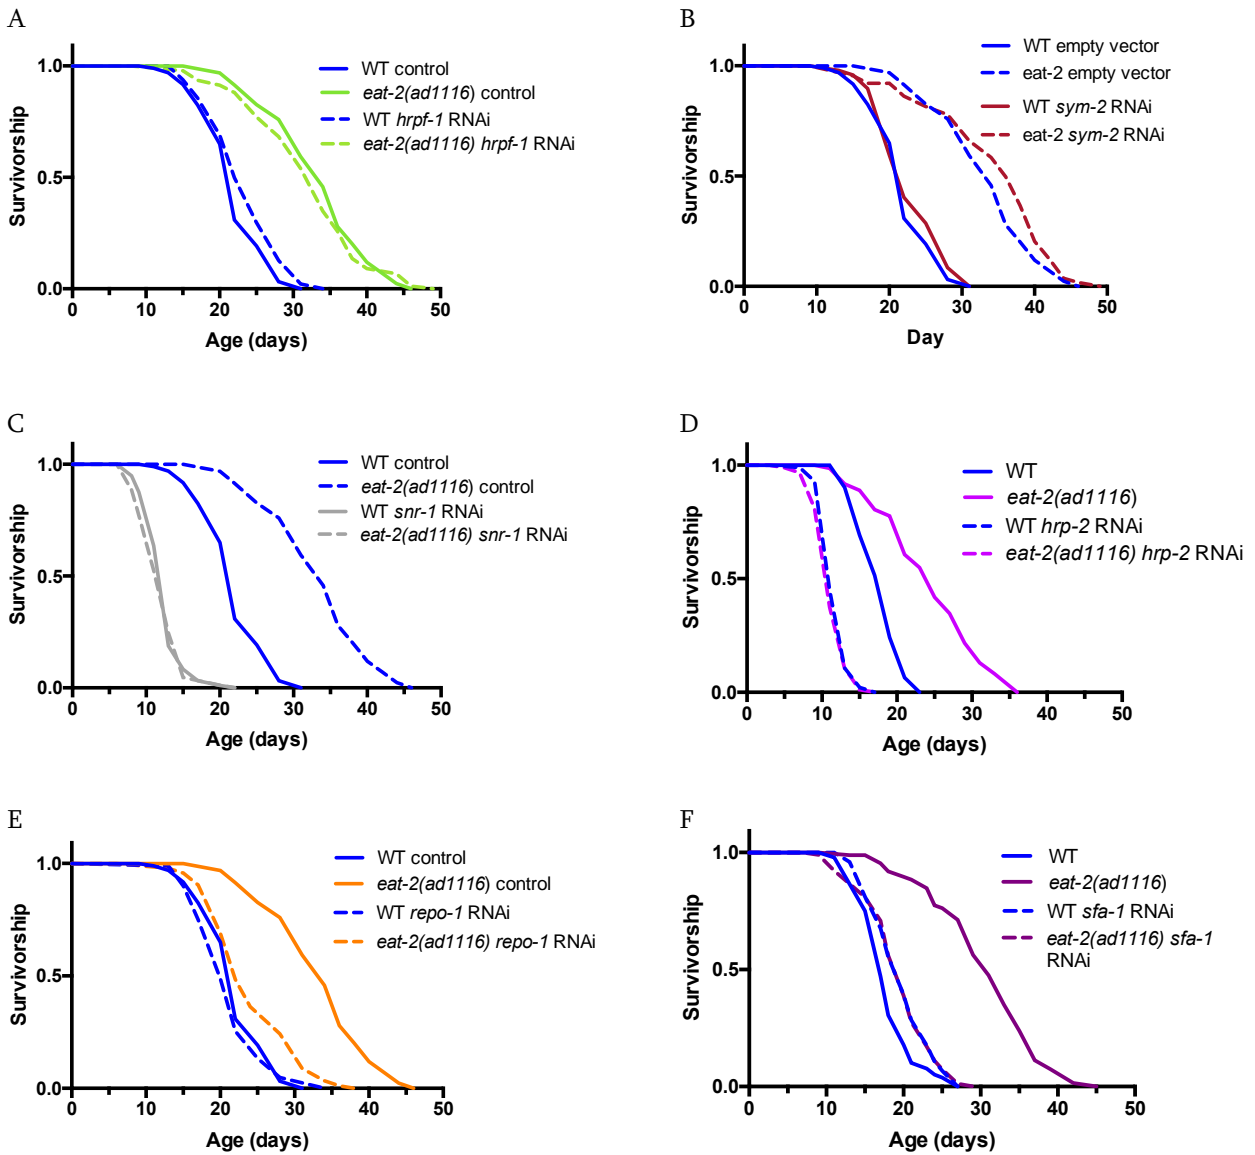 A
Survivorship
1.0
0.5
0.0
0 10 20 30 40 50
Age (days)
WT control
eat-2(ad1116) control
WT hrpf-1 RNAi
eat-2(ad1116) hrpf-1 RNAi
B
Survivorship
1.0
0.5
0.0
0 10 20 30 40 50
Day
WT empty vector
eat-2 empty vector
WT sym-2 RNAi
eat-2 sym-2 RNAi
C
Survivorship
1.0
0.5
0.0
0 10 20 30 40 50
Age (days)
WT control
eat-2(ad1116) control
WT snr-1 RNAi
eat-2(ad1116) snr-1 RNAi
D
Survivorship
1.0
0.5
0.0
0 10 20 30 40 50
Age (days)
WT
eat-2(ad1116)
WT hrp-2 RNAi
eat-2(ad1116) hrp-2 RNAi
E
Survivorship
1.0
0.5
0.0
0 10 20 30 40 50
Age (days)
WT control
eat-2(ad1116) control
WT repo-1 RNAi
eat-2(ad1116) repo-1 RNAi
F
Survivorship
1.0
0.5
0.0
0 10 20 30 40 50
Age (days)
WT
eat-2(ad1116)
WT sfa-1 RNAi
eat-2(ad1116) sfa-1
RNAi